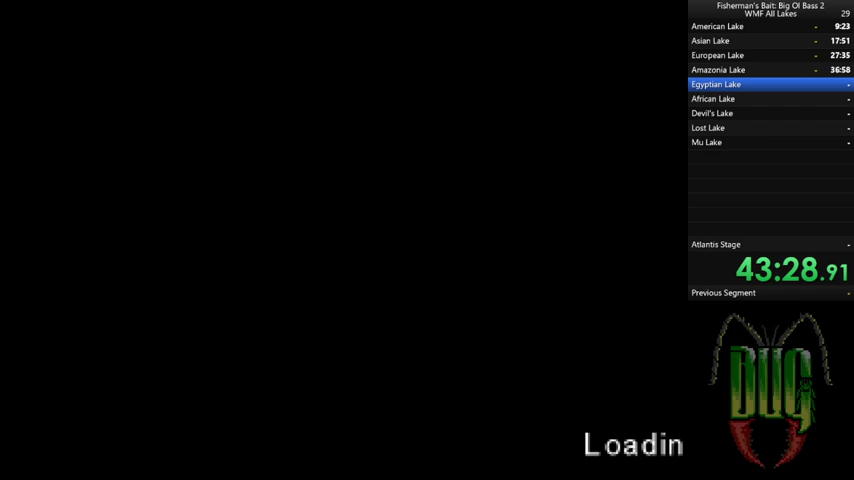 Fisherman's Bait: Big Ol Bass 2
WMF All Lakes 29
American Lake - 9:23
Asian Lake - 17:51
European Lake - 27:35
Amazonia Lake - 36:58
Egyptian Lake -
African Lake -
Devil's Lake -
Lost Lake -
Mu Lake -
Atlantis Stage -
43:28.91
Previous Segment -
BUG
Loadin